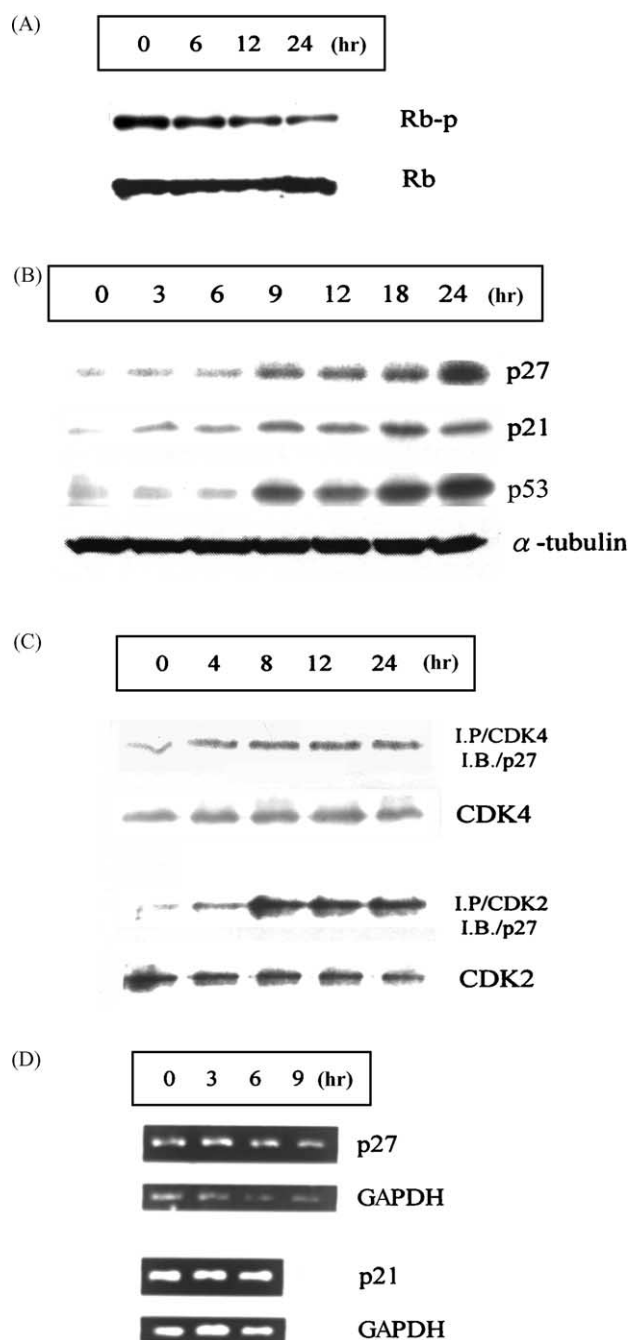 (A)
0 6 12 24 (hr)
Rb-p
Rb
(B)
0 3 6 9 12 18 24 (hr)
p27
p21
p53
α-tubulin
(C)
0 4 8 12 24 (hr)
I.P/CDK4
I.B./p27
CDK4
I.P/CDK2
I.B./p27
CDK2
(D)
0 3 6 9 (hr)
p27
GAPDH
p21
GAPDH